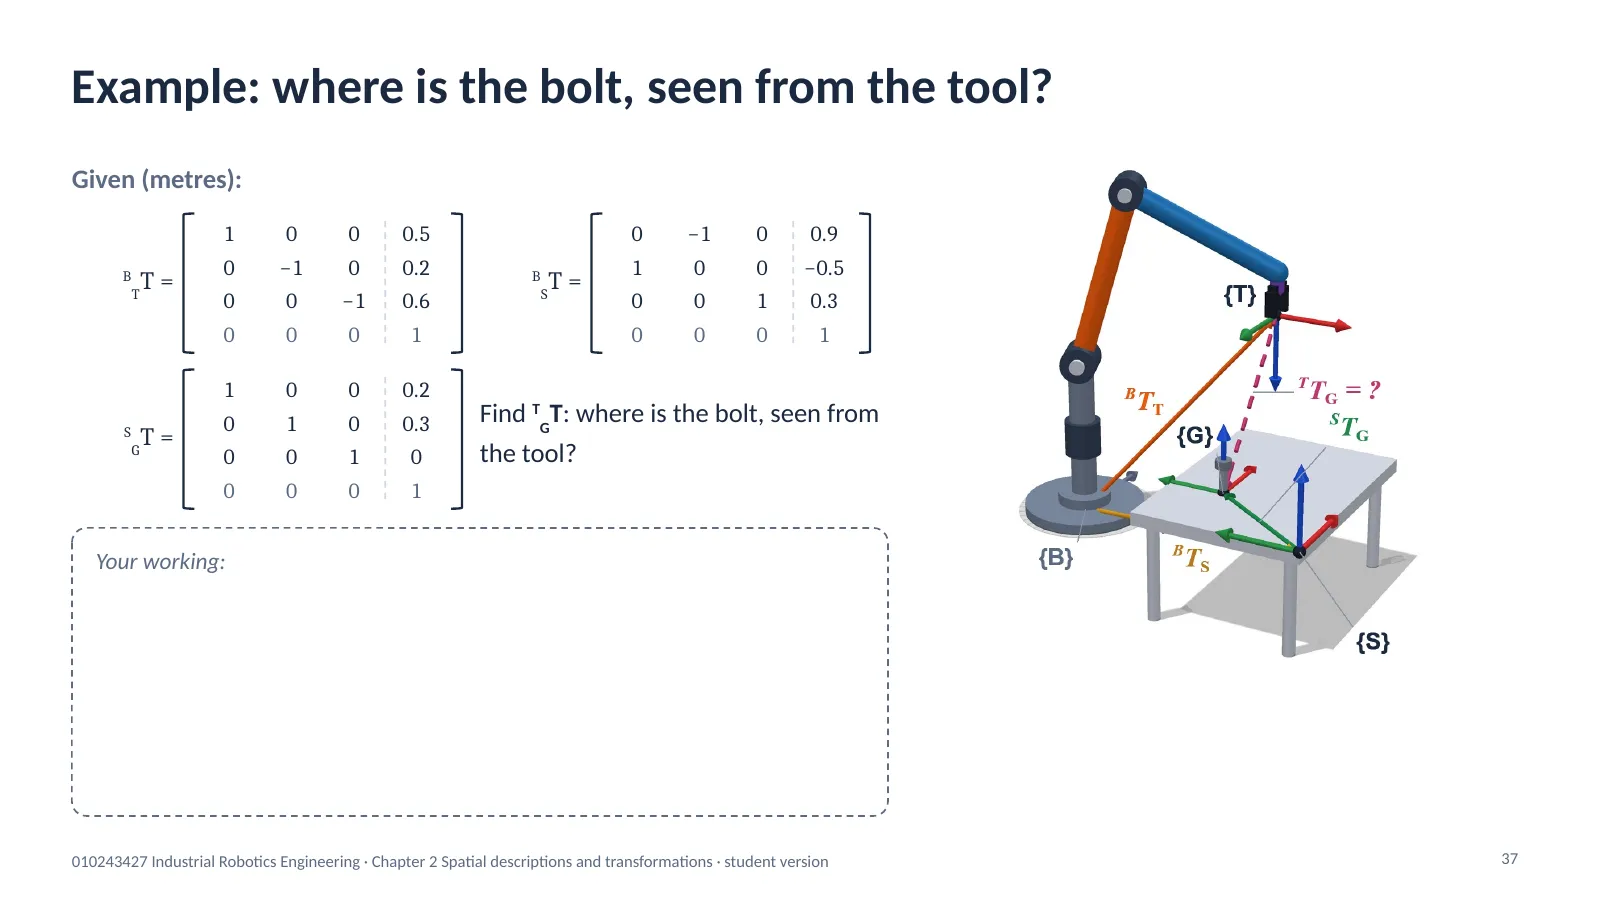 Example: where is the bolt, seen from the tool?
Given (metres):
B T T =
1 0 0 0.5
0 −1 0 0.2
0 0 −1 0.6
0 0 0 1
B S T =
0 −1 0 0.9
1 0 0 −0.5
0 0 1 0.3
0 0 0 1
S G T =
1 0 0 0.2
0 1 0 0.3
0 0 1 0
0 0 0 1
Find T G T: where is the bolt, seen from
the tool?
Your working:
{T}
B T T
T T G = ?
S T G
{G}
{B}
B T S
{S}
010243427 Industrial Robotics Engineering · Chapter 2 Spatial descriptions and transformations · student version
37